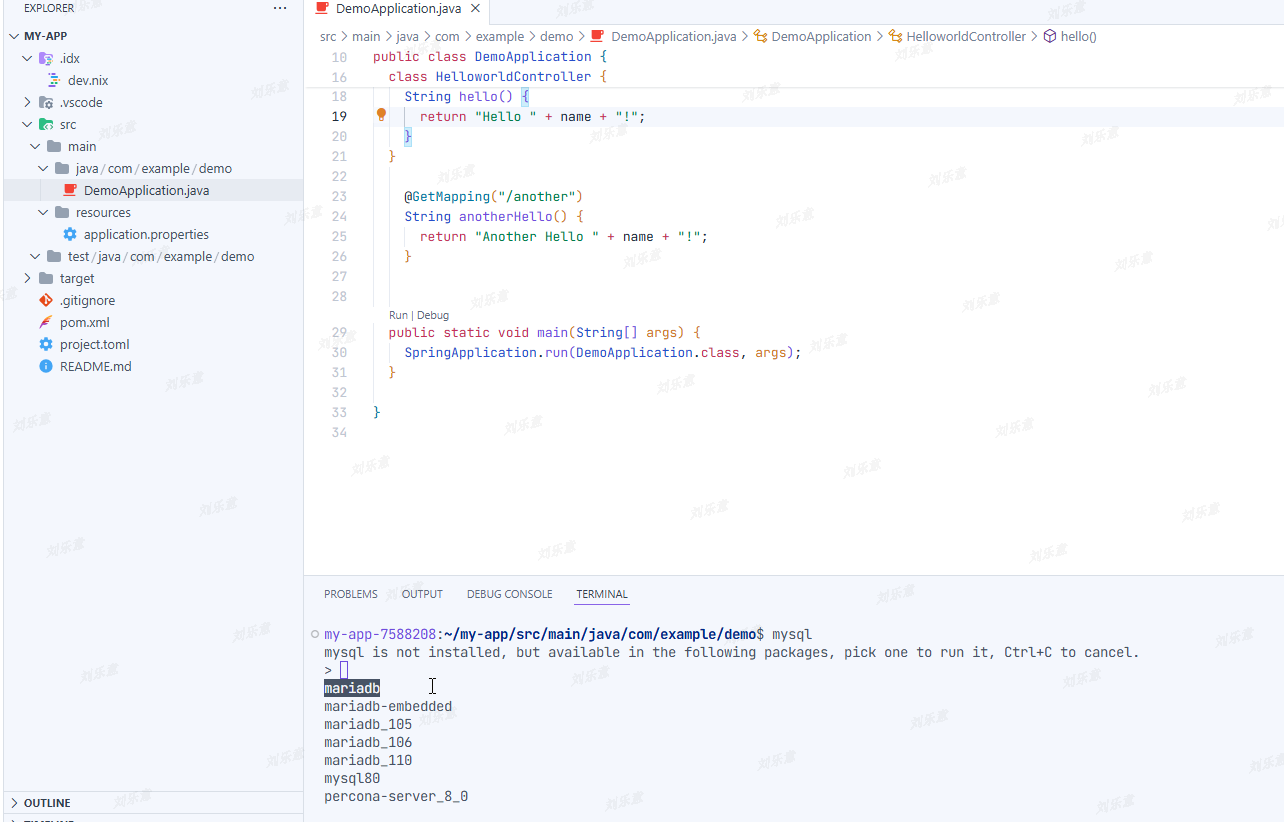 EXPLORER
MY-APP
.idx
dev.nix
.vscode
src
main
java/com/example/demo
DemoApplication.java
resources
application.properties
test/java/com/example/demo
target
.gitignore
pom.xml
project.toml
README.md
OUTLINE
DemoApplication.java
src > main > java > com > example > demo > DemoApplication.java > DemoApplication > HelloworldController > hello()
10 public class DemoApplication {
16 class HelloworldController {
18 String hello() {
19 return "Hello " + name + "!";
20 }
21 }
22
23 @GetMapping("/another")
24 String anotherHello() {
25 return "Another Hello " + name + "!";
26 }
27
28
Run | Debug
29 public static void main(String[] args) {
30 SpringApplication.run(DemoApplication.class, args);
31 }
32
33 }
34
PROBLEMS OUTPUT DEBUG CONSOLE TERMINAL
my-app-7588208:~/my-app/src/main/java/com/example/demo$ mysql
mysql is not installed, but available in the following packages, pick one to run it, Ctrl+C to cancel.
>
mariadb
mariadb-embedded
mariadb_105
mariadb_106
mariadb_110
mysql80
percona-server_8_0
刘乐意